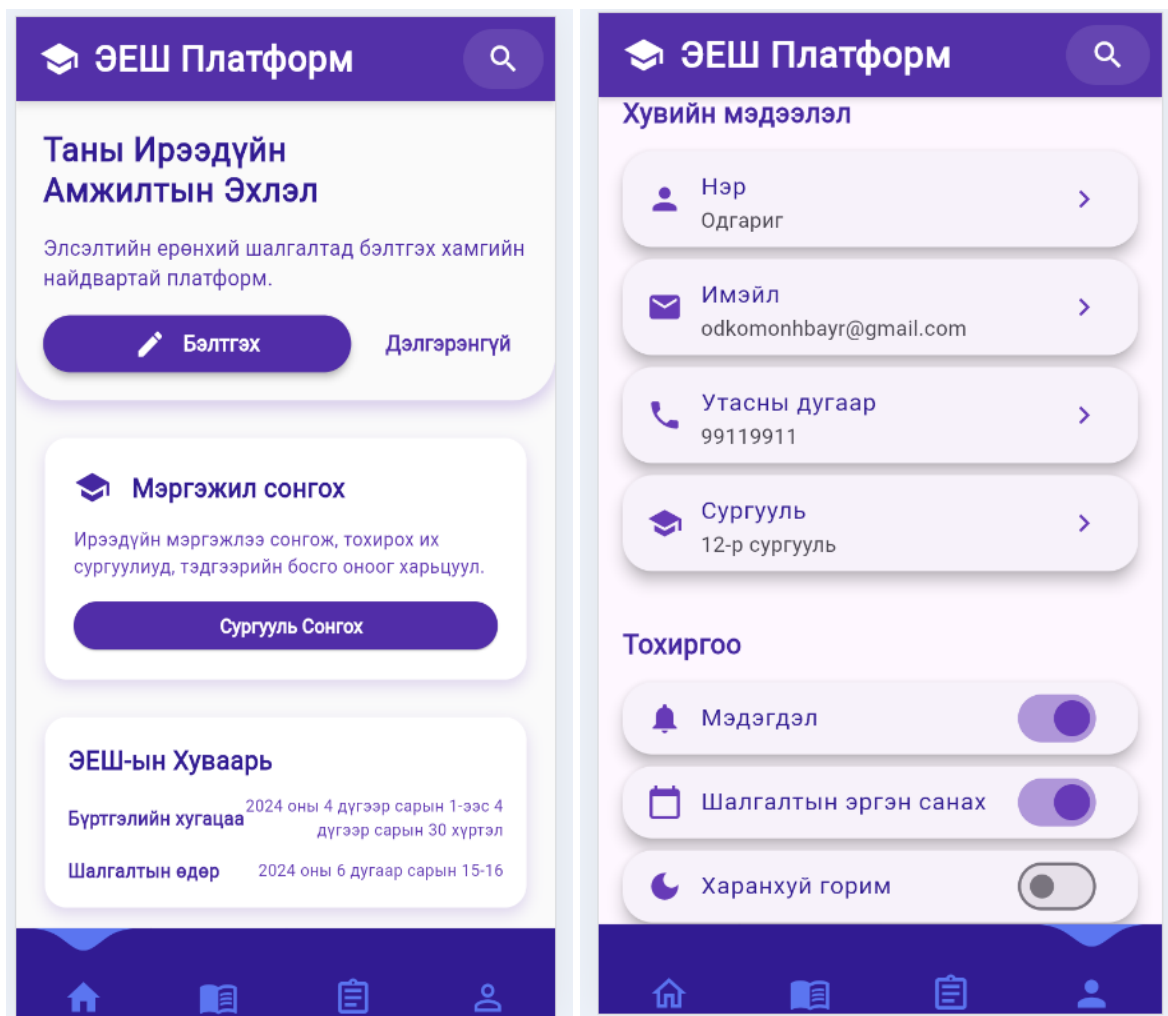 ЭЕШ Платформ
Таны Ирээдүйн
Амжилтын Эхлэл
Элсэлтийн ерөнхий шалгалтад бэлтгэх хамгийн
найдвартай платформ.
Бэлтгэх
Дэлгэрэнгүй
Мэргэжил сонгох
Ирээдүйн мэргэжлээ сонгож, тохирох их
сургуулиуд, тэдгээрийн босго оноог харьцуул.
Сургууль Сонгох
ЭЕШ-ын Хуваарь
Бүртгэлийн хугацаа
2024 оны 4 дүгээр сарын 1-ээс 4
дүгээр сарын 30 хүртэл
Шалгалтын өдөр
2024 оны 6 дугаар сарын 15-16
ЭЕШ Платформ
Хувийн мэдээлэл
Нэр
Одгариг
Имэйл
odkomonhbayr@gmail.com
Утасны дугаар
99119911
Сургууль
12-р сургууль
Тохиргоо
Мэдэгдэл
Шалгалтын эргэн санах
Харанхуй горим